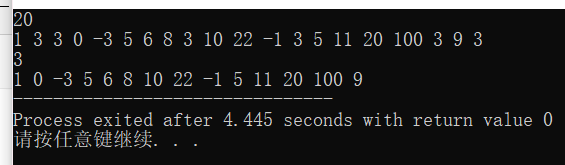 20
1 3 3 0 -3 5 6 8 3 10 22 -1 3 5 11 20 100 3 9 3
3
1 0 -3 5 6 8 10 22 -1 5 11 20 100 9
--------------------------------
Process exited after 4.445 seconds with return value 0
请按任意键继续. . .